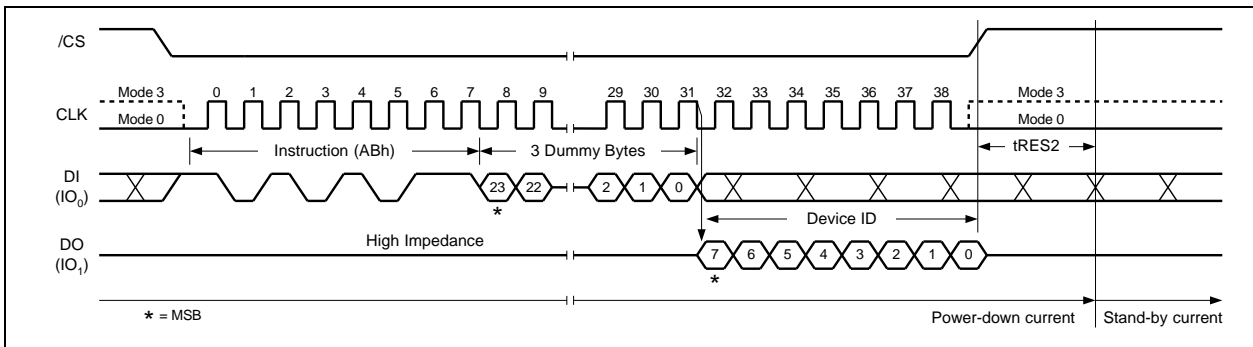 /CS
Mode 3 0 1 2 3 4 5 6 7 8 9 29 30 31 32 33 34 35 36 37 38 Mode 3
CLK Mode 0 Mode 0
Instruction (ABh) 3 Dummy Bytes tRES2
DI
(IO0) 23 22 2 1 0
* Device ID
High Impedance
DO
(IO1) 7 6 5 4 3 2 1 0
*
* = MSB Power-down current Stand-by current